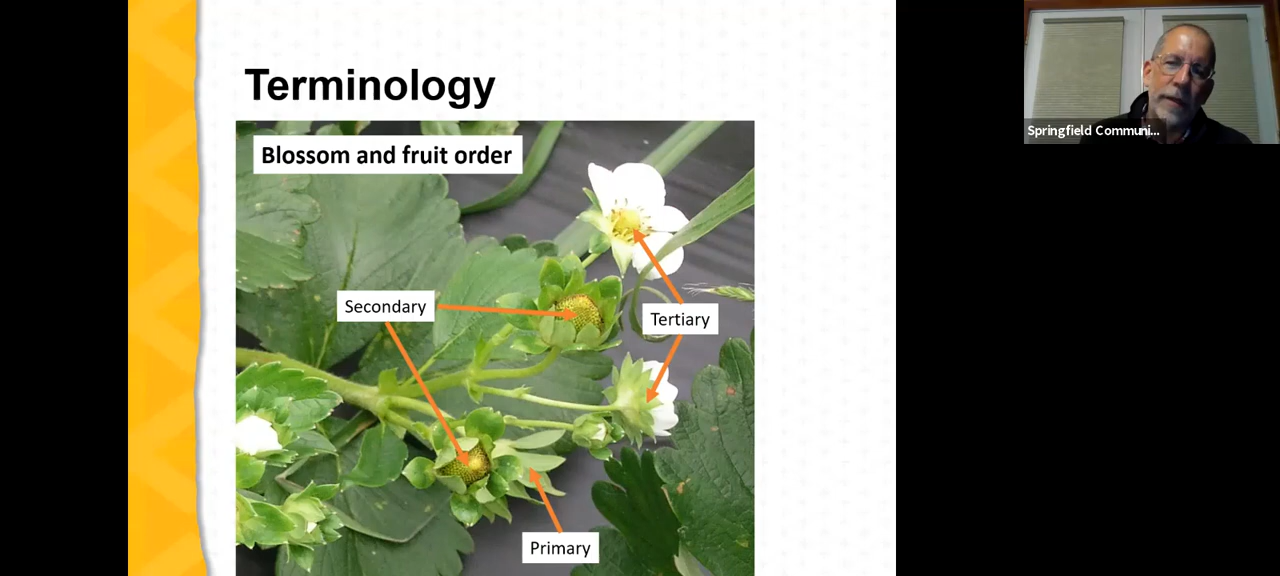 Terminology
Blossom and fruit order
Secondary
Tertiary
Primary
Springfield Communi...